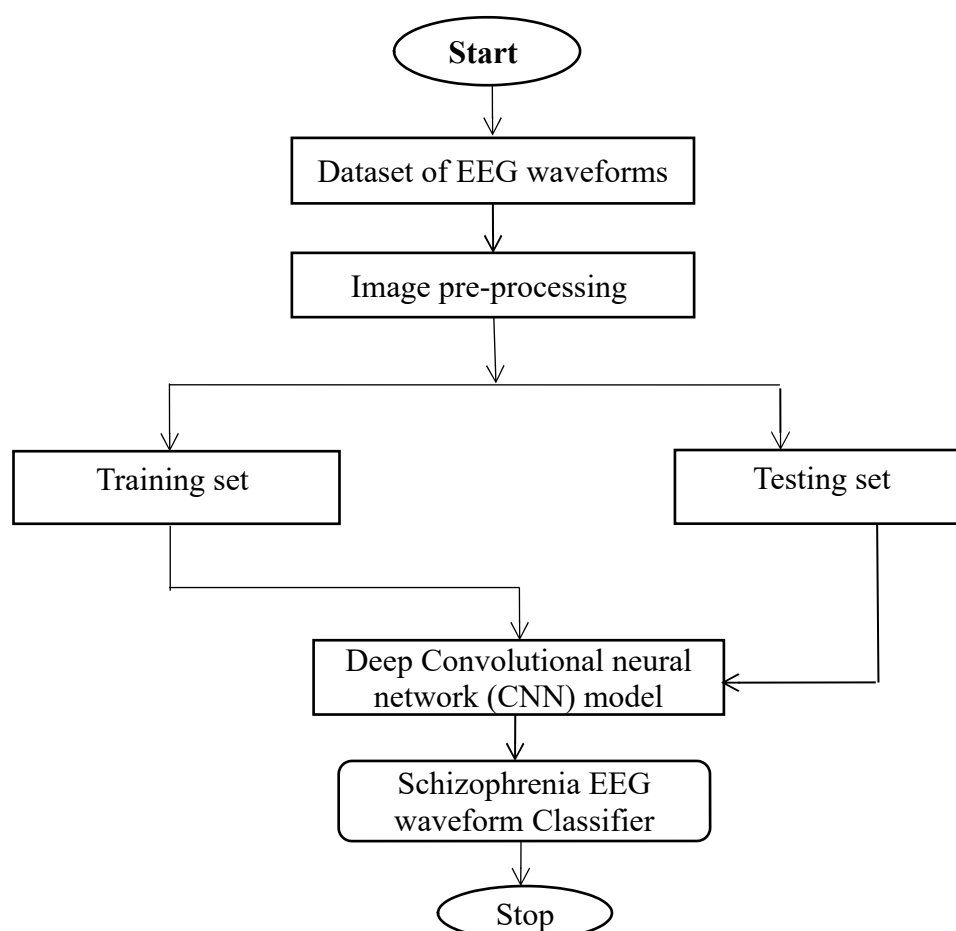 Start
Dataset of EEG waveforms
Image pre-processing
Training set
Testing set
Deep Convolutional neural
network (CNN) model
Schizophrenia EEG
waveform Classifier
Stop